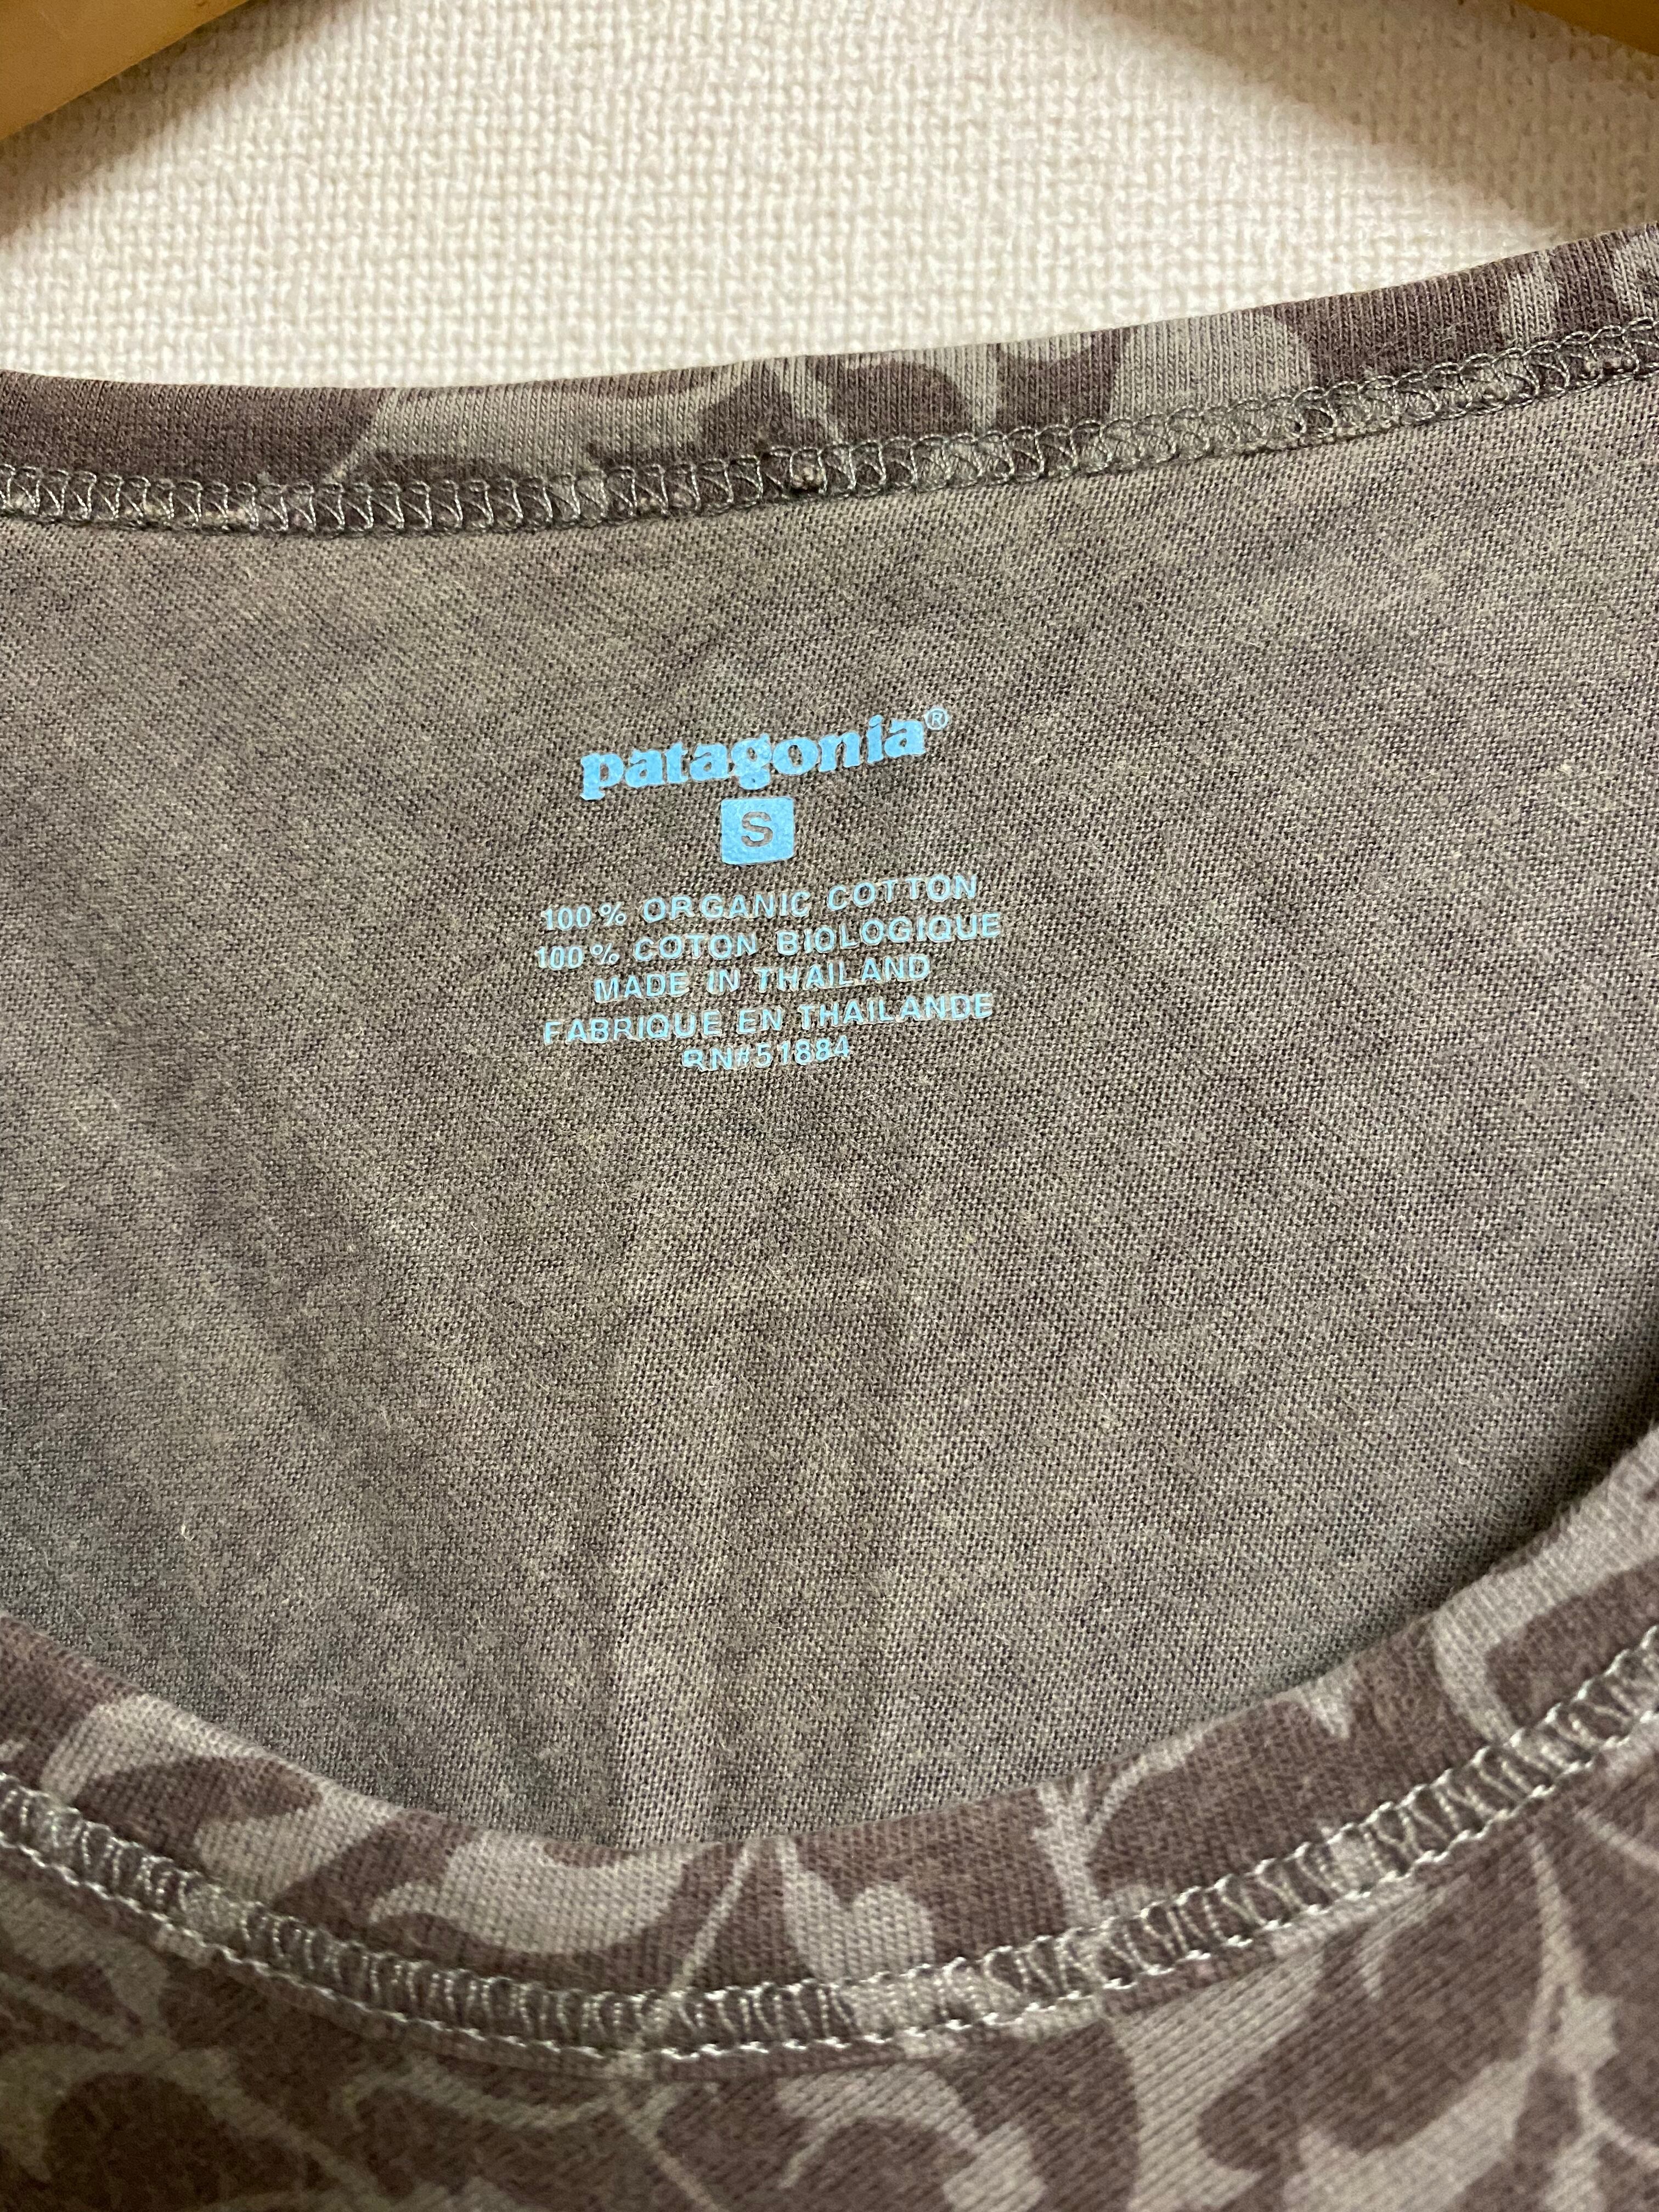 patagonia®
S
100% ORGANIC COTTON
100% COTON BIOLOGIQUE
MADE IN THAILAND
FABRIQUE EN THAILANDE
RN#51884